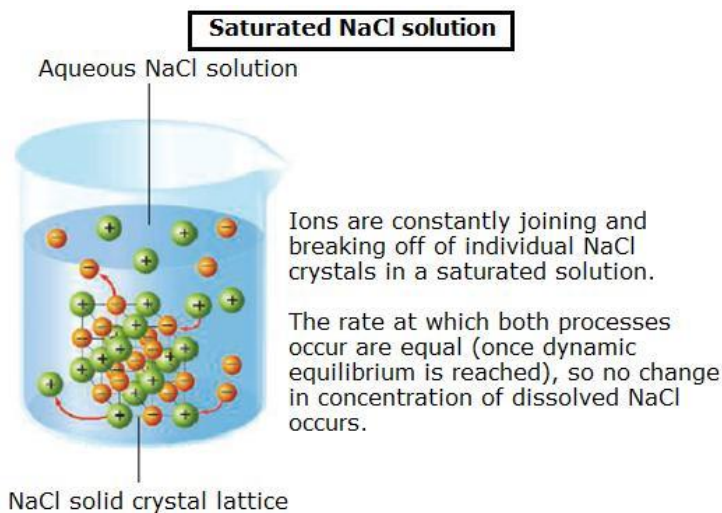 Saturated NaCl solution
Aqueous NaCl solution
Ions are constantly joining and
breaking off of individual NaCl
crystals in a saturated solution.
The rate at which both processes
occur are equal (once dynamic
equilibrium is reached), so no change
in concentration of dissolved NaCl
occurs.
NaCl solid crystal lattice